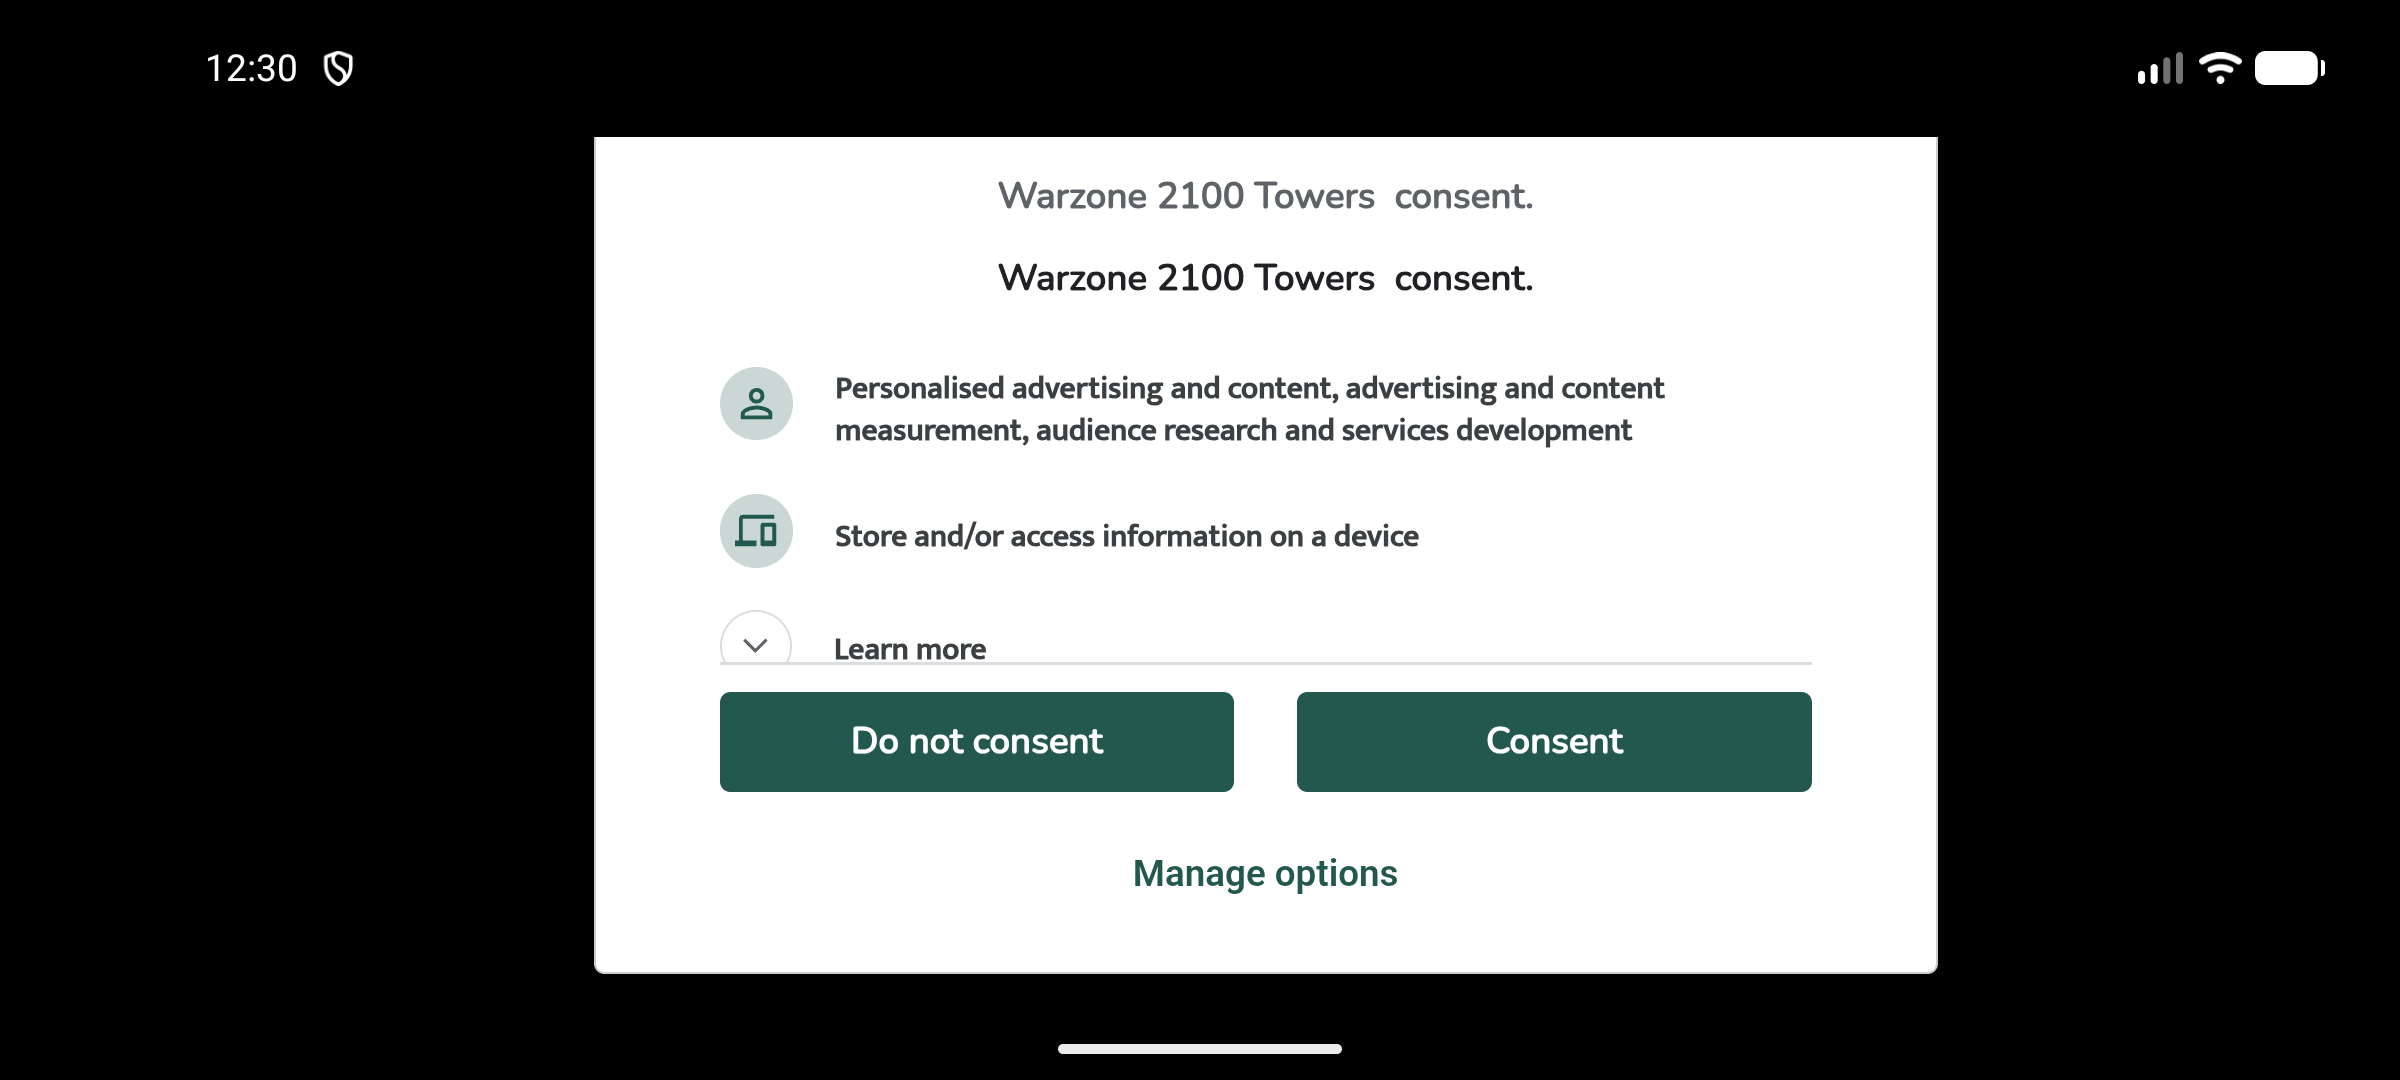 12:30
Warzone 2100 Towers  consent.
Warzone 2100 Towers  consent.
Personalised advertising and content, advertising and content
measurement, audience research and services development
Store and/or access information on a device
Learn more
Do not consent
Consent
Manage options